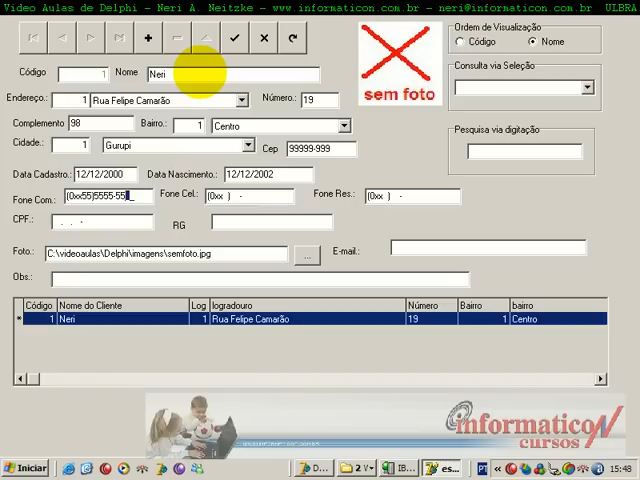 Video Aulas de Delphi - Neri A. Neitzke - www.informaticon.com.br - neri@informaticon.com.br ULBRA
sem foto
Ordem de Visualização
Código Nome
Consulta via Seleção
Pesquisa via digitação
Código 1 Nome Neri
Endereço.: 1 Rua Felipe Camarão Número.: 19
Complemento 98 Bairro.: 1 Centro
Cidade.: 1 Gurupi Cep 99999-999
Data Cadastro.: 12/12/2000 Data Nascimento.: 12/12/2002
Fone Com.: (0xx55)5555-55 _ Fone Cel.: (0xx ) - Fone Res.: (0xx ) -
CPF.: . . - RG
Foto.: C:\videoaulas\Delphi\imagens\semfoto.jpg ... E-mail.:
Obs.:
Código Nome do Cliente Log logradouro Número Bairro bairro
* 1 Neri 1 Rua Felipe Camarão 19 1 Centro
informaticon
cursos
Iniciar D... 2 V IB... es... PT « 15:48